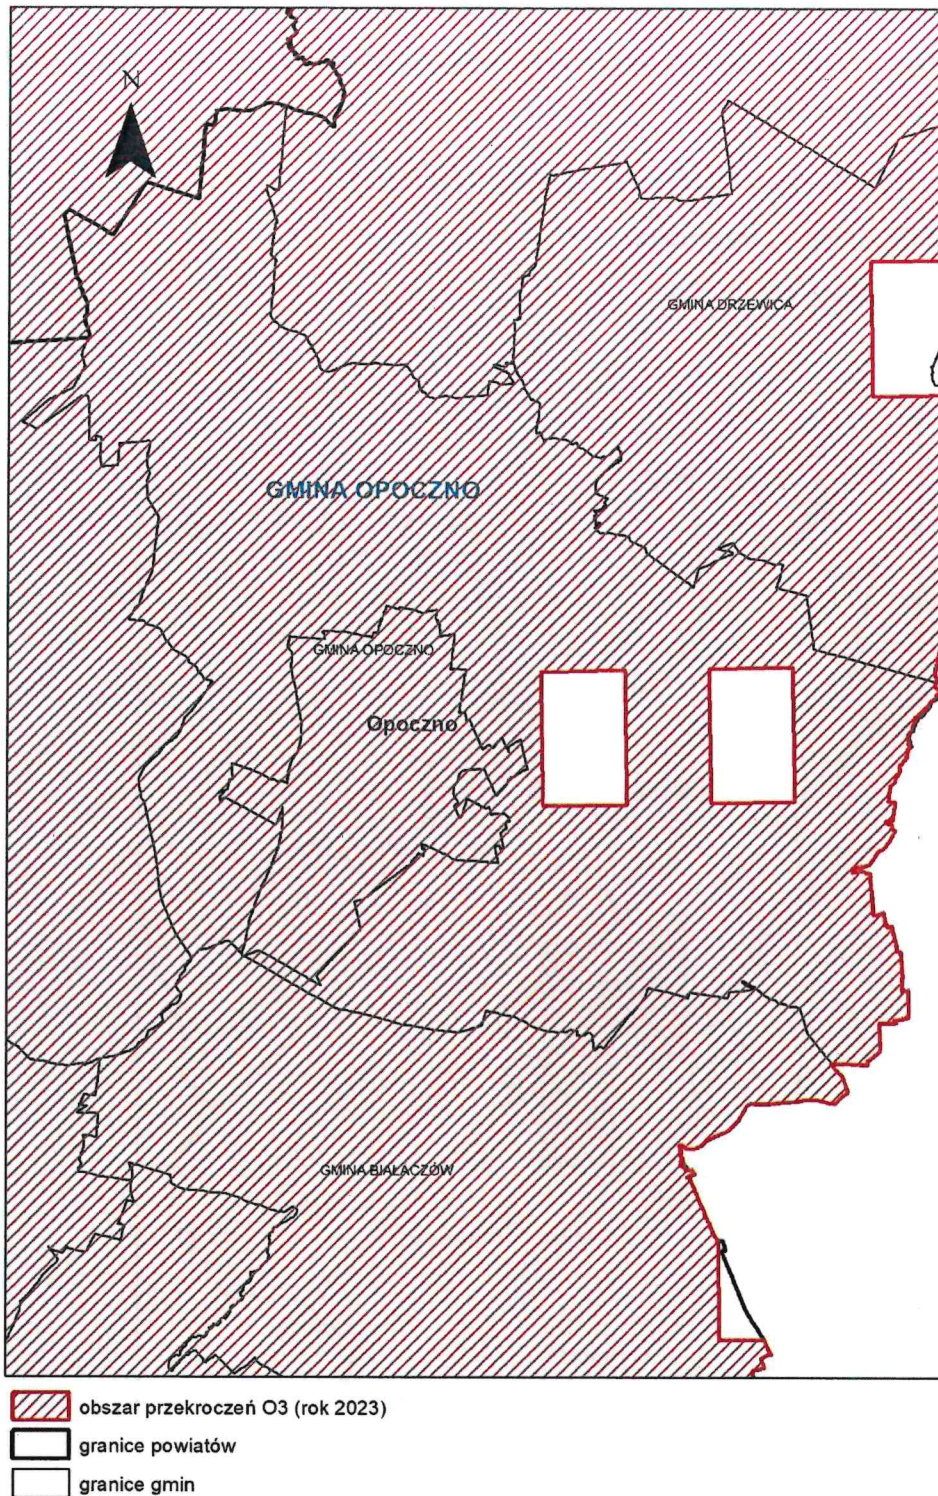 N
GMINA DRZEWICA
GMINA OPOCZNO
GMINA OPOCZNO
Opoczno
GMINA BIAŁACZÓW
obszar przekroczeń O3 (rok 2023)
granice powiatów
granice gmin